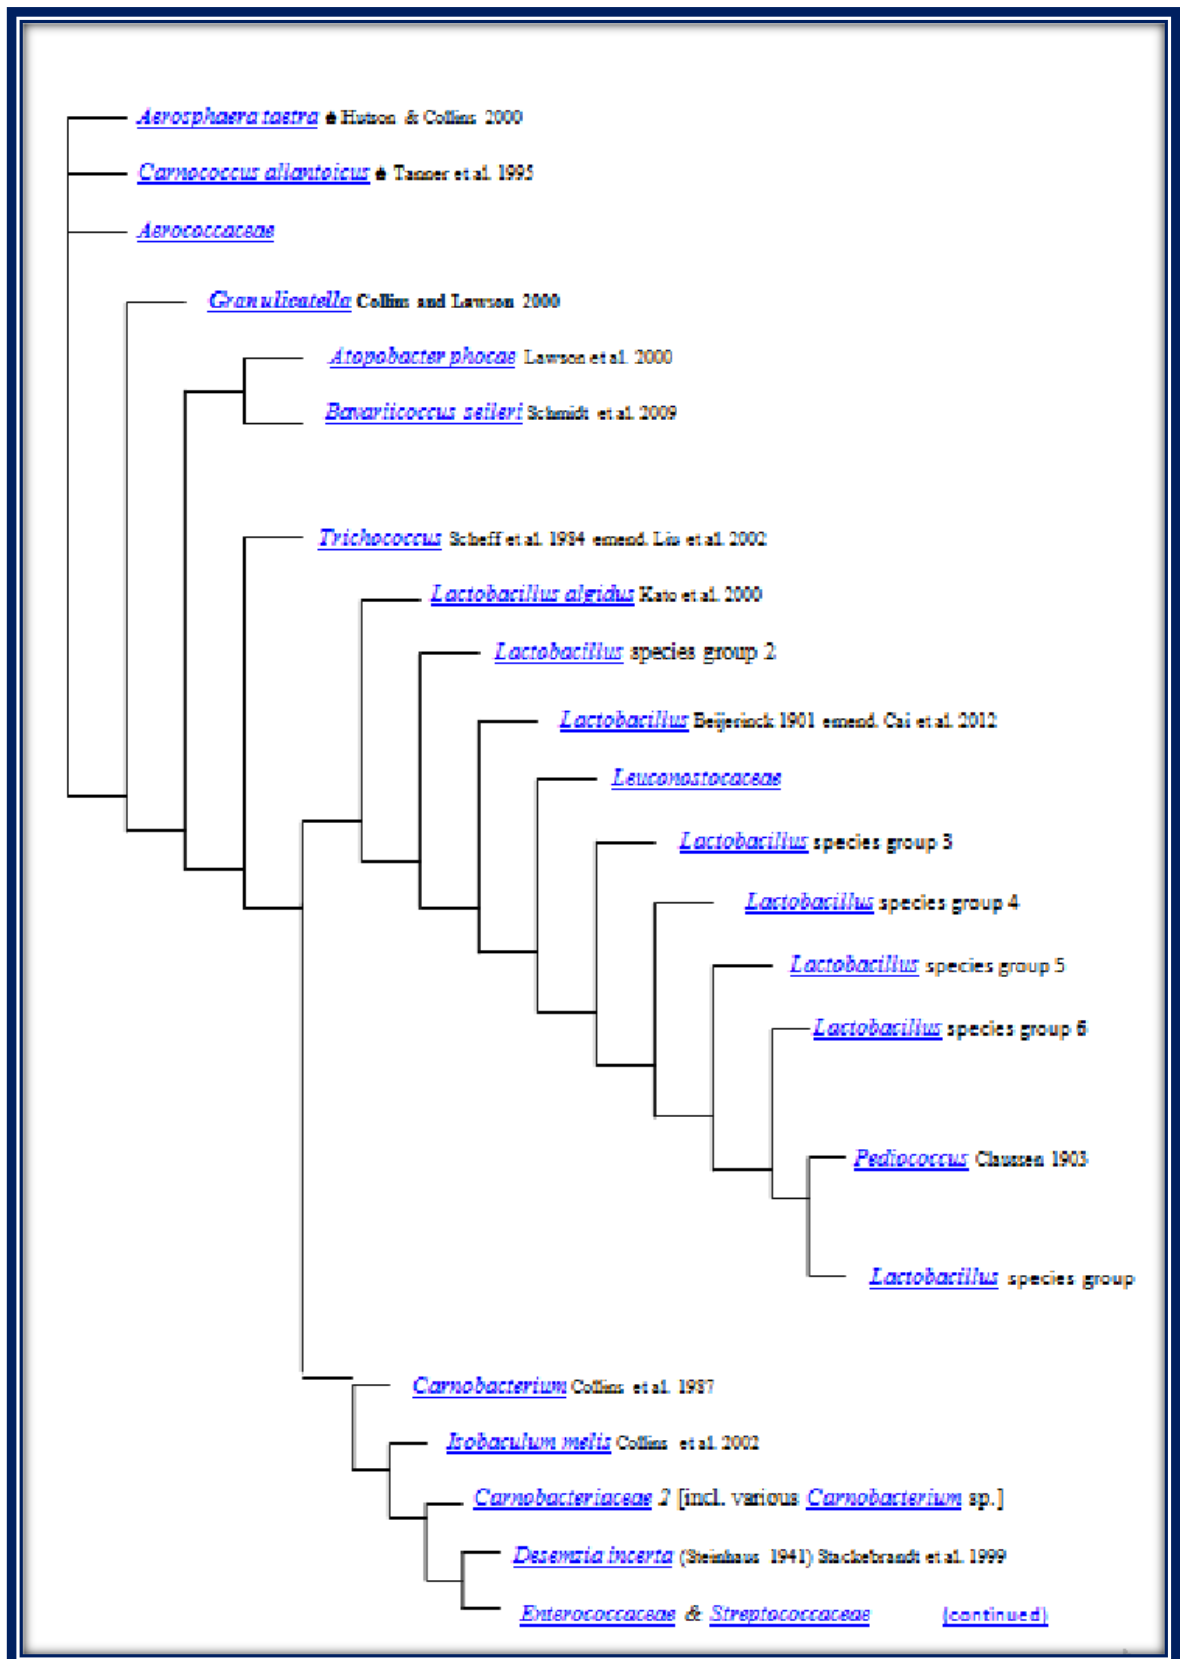 Aerosphaera taetra ♠ Hutson & Collins 2000
Carnococcus allantoicus ♠ Tanner et al. 1995
Aerococcaceae
Granulicatella Collins and Lawson 2000
Atopobacter phocae Lawson et al. 2000
Bavariicoccus seileri Schmidt et al. 2009
Trichococcus Scheff et al. 1984 emend. Liu et al. 2002
Lactobacillus algidus Kato et al. 2000
Lactobacillus species group 2
Lactobacillus Beijerinck 1901 emend. Cai et al. 2012
Leuconostocaceae
Lactobacillus species group 3
Lactobacillus species group 4
Lactobacillus species group 5
Lactobacillus species group 6
Pediococcus Claussen 1903
Lactobacillus species group
Carnobacterium Collins et al. 1987
Isobaculum melis Collins et al. 2002
Carnobacteriaceae 2 [incl. various Carnobacterium sp.]
Desemzia incerta (Steinhaus 1941) Stackebrandt et al. 1999
Enterococcaceae & Streptococcaceae (continued)